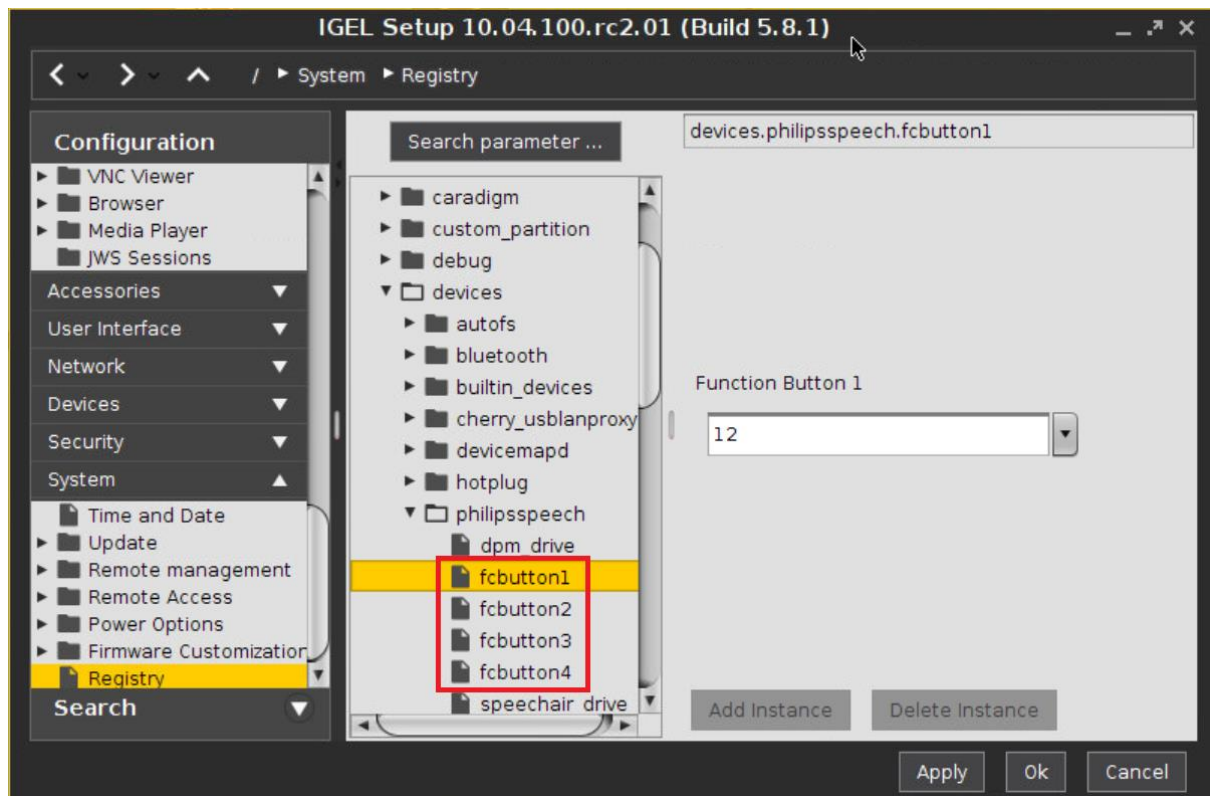 IGEL Setup 10.04.100.rc2.01 (Build 5.8.1)
/ System Registry
Configuration
VNC Viewer
Browser
Media Player
JWS Sessions
Accessories
User Interface
Network
Devices
Security
System
Time and Date
Update
Remote management
Remote Access
Power Options
Firmware Customization
Registry
Search
Search parameter ...
caradigm
custom_partition
debug
devices
autofs
bluetooth
builtin_devices
cherry_usblanproxy
devicemapd
hotplug
philipsspeech
dpm_drive
fcbutton1
fcbutton2
fcbutton3
fcbutton4
speechair_drive
devices.philipsspeech.fcbutton1
Function Button 1
12
Add Instance Delete Instance
Apply Ok Cancel